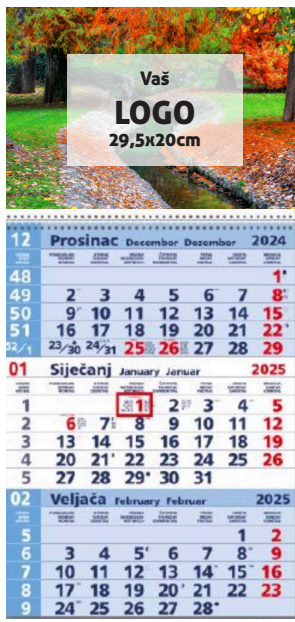 Vaš
LOGO
29,5x20cm
12 Prosinac December Dezember 2024
48 1
49 2 3 4 5 6 7 8
50 9 10 11 12 13 14 15
51 16 17 18 19 20 21 22
52/1 23/30 24/31 25 26 27 28 29
01 Siječanj January Januar 2025
1 1 2 3 4 5
2 6 7 8 9 10 11 12
3 13 14 15 16 17 18 19
4 20 21 22 23 24 25 26
5 27 28 29 30 31
02 Veljača February Februar 2025
5 1 2
6 3 4 5 6 7 8 9
7 10 11 12 13 14 15 16
8 17 18 19 20 21 22 23
9 24 25 26 27 28